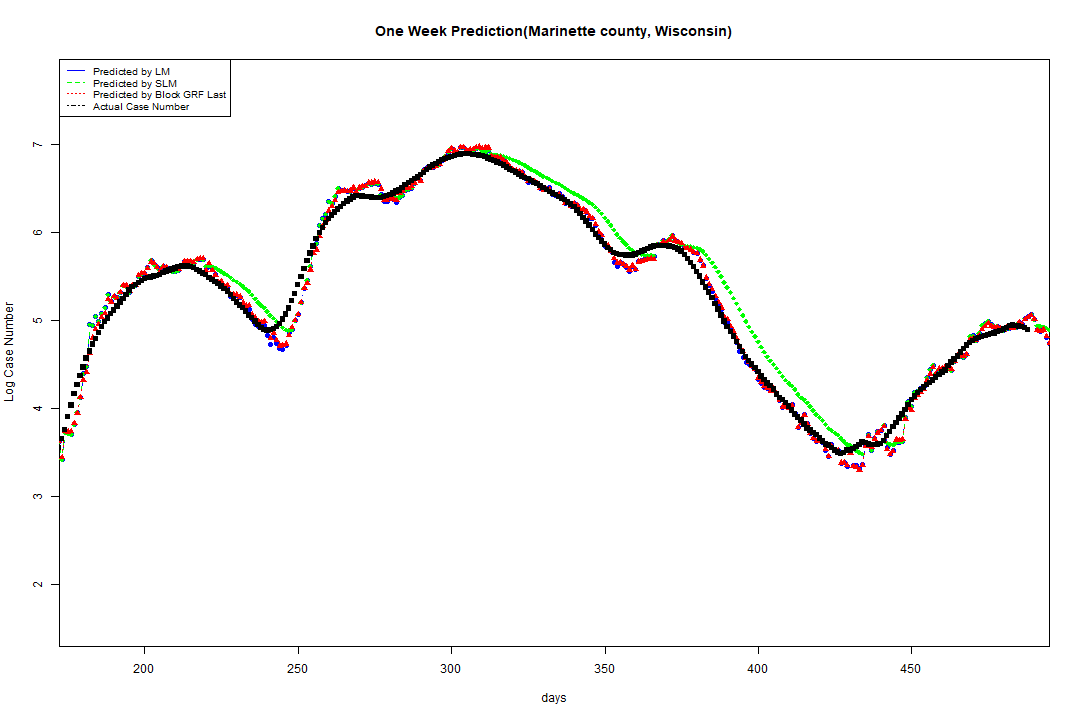 One Week Prediction(Marinette county, Wisconsin)
Predicted by LM
Predicted by SLM
Predicted by Block GRF Last
Actual Case Number
7
6
5
4
3
2
Log Case Number
200 250 300 350 400 450
days